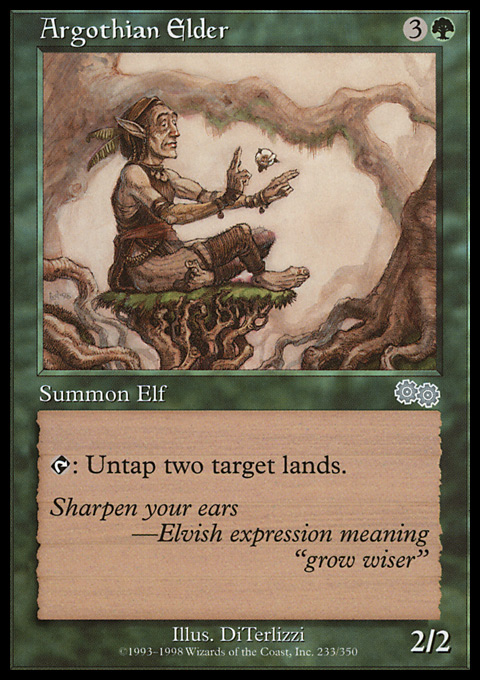 Argothian Elder 3
Summon Elf
: Untap two target lands.
Sharpen your ears
—Elvish expression meaning
“grow wiser”
Illus. DiTerlizzi
©1993–1998 Wizards of the Coast, Inc. 233/350
2/2